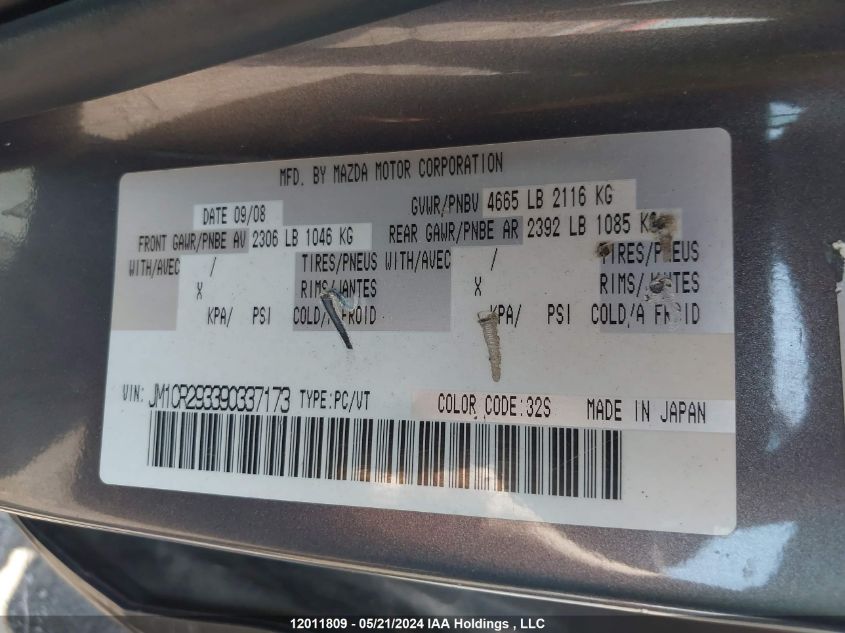 MFD. BY MAZDA MOTOR CORPORATION
DATE 09/08 GVWR/PNBV 4665 LB 2116 KG
FRONT GAWR/PNBE AV 2306 LB 1046 KG REAR GAWR/PNBE AR 2392 LB 1085 KG
WITH/AVEC / TIRES/PNEUS WITH/AVEC / TIRES/PNEUS
X RIMS/JANTES X RIMS/JANTES
KPA/ PSI COLD/A FROID KPA/ PSI COLD/A FROID
VIN: JM1CR293390337173 TYPE:PC/VT COLOR CODE:32S MADE IN JAPAN
12011809 - 05/21/2024 IAA Holdings , LLC